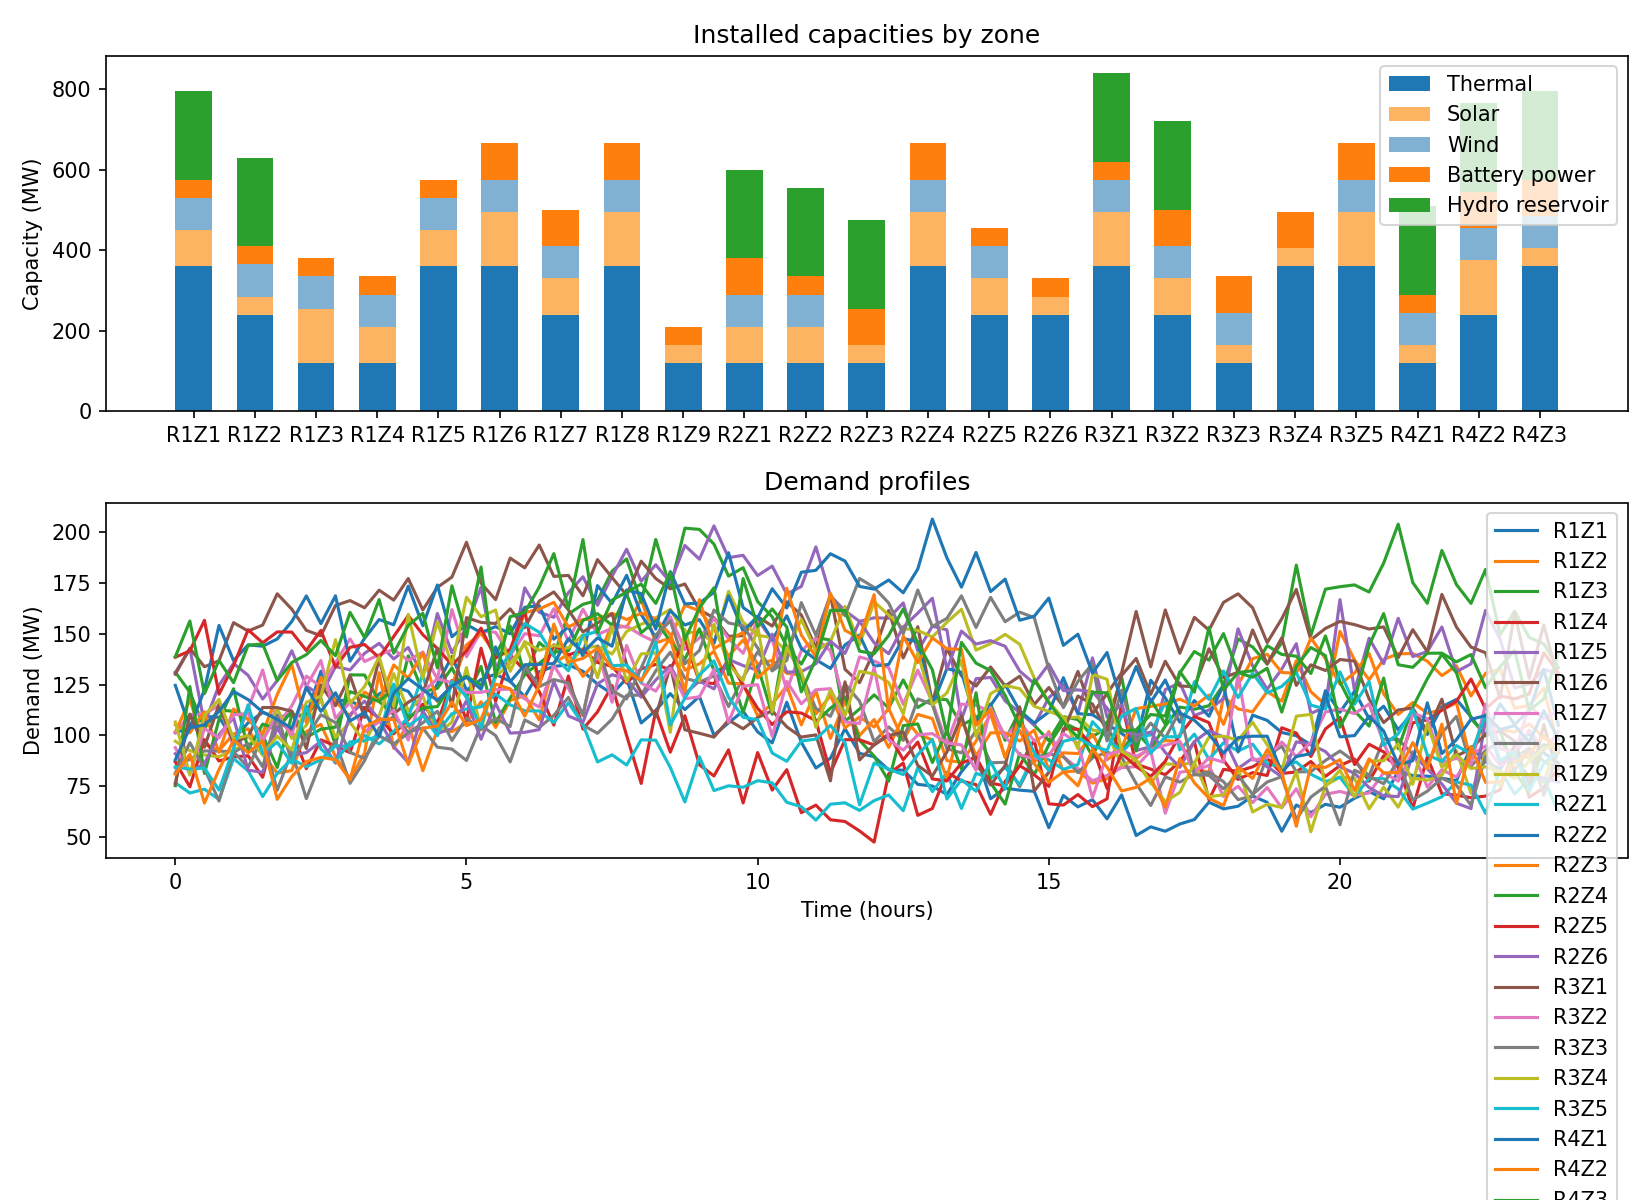 Installed capacities by zone
Capacity (MW)
800
600
400
200
0
Thermal
Solar
Wind
Battery power
Hydro reservoir
R1Z1 R1Z2 R1Z3 R1Z4 R1Z5 R1Z6 R1Z7 R1Z8 R1Z9 R2Z1 R2Z2 R2Z3 R2Z4 R2Z5 R2Z6 R3Z1 R3Z2 R3Z3 R3Z4 R3Z5 R4Z1 R4Z2 R4Z3
Demand profiles
Demand (MW)
200
175
150
125
100
75
50
0 5 10 15 20
Time (hours)
R1Z1
R1Z2
R1Z3
R1Z4
R1Z5
R1Z6
R1Z7
R1Z8
R1Z9
R2Z1
R2Z2
R2Z3
R2Z4
R2Z5
R2Z6
R3Z1
R3Z2
R3Z3
R3Z4
R3Z5
R4Z1
R4Z2
R4Z3